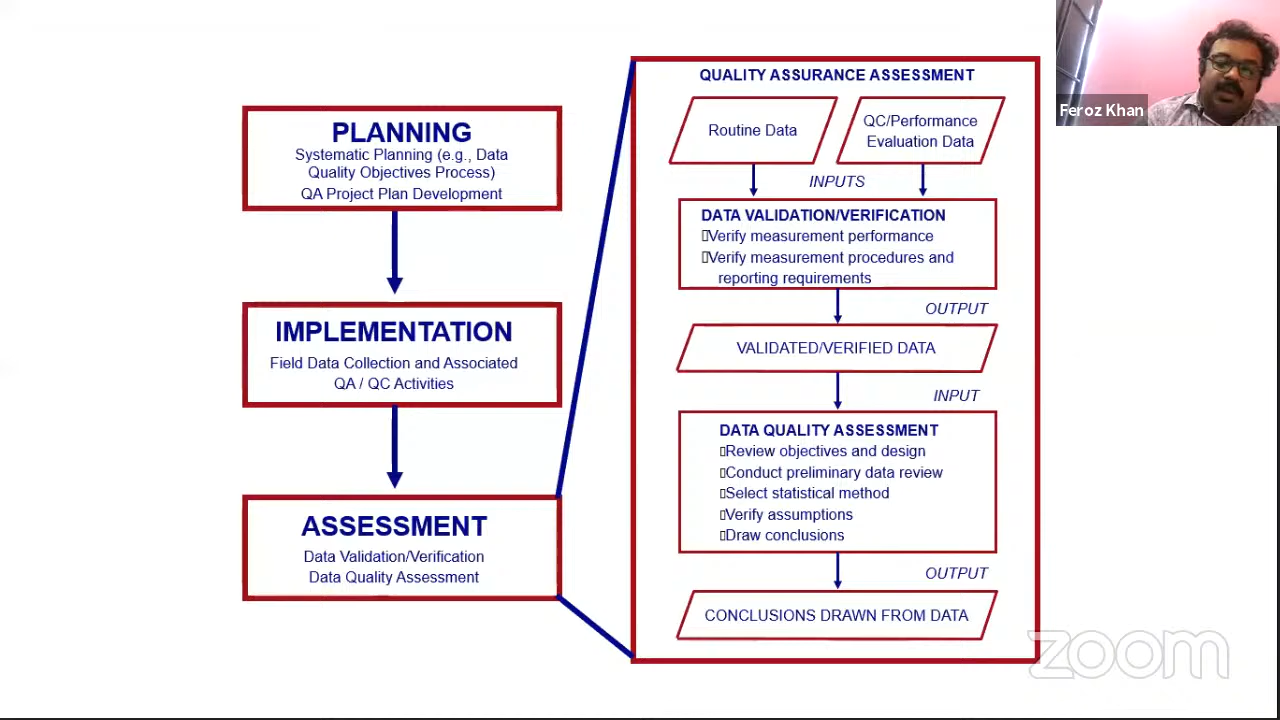 PLANNING
Systematic Planning (e.g., Data
Quality Objectives Process)
QA Project Plan Development
IMPLEMENTATION
Field Data Collection and Associated
QA / QC Activities
ASSESSMENT
Data Validation/Verification
Data Quality Assessment
QUALITY ASSURANCE ASSESSMENT
Routine Data
QC/Performance
Evaluation Data
INPUTS
DATA VALIDATION/VERIFICATION
Verify measurement performance
Verify measurement procedures and
reporting requirements
OUTPUT
VALIDATED/VERIFIED DATA
INPUT
DATA QUALITY ASSESSMENT
Review objectives and design
Conduct preliminary data review
Select statistical method
Verify assumptions
Draw conclusions
OUTPUT
CONCLUSIONS DRAWN FROM DATA
Feroz Khan
zoom